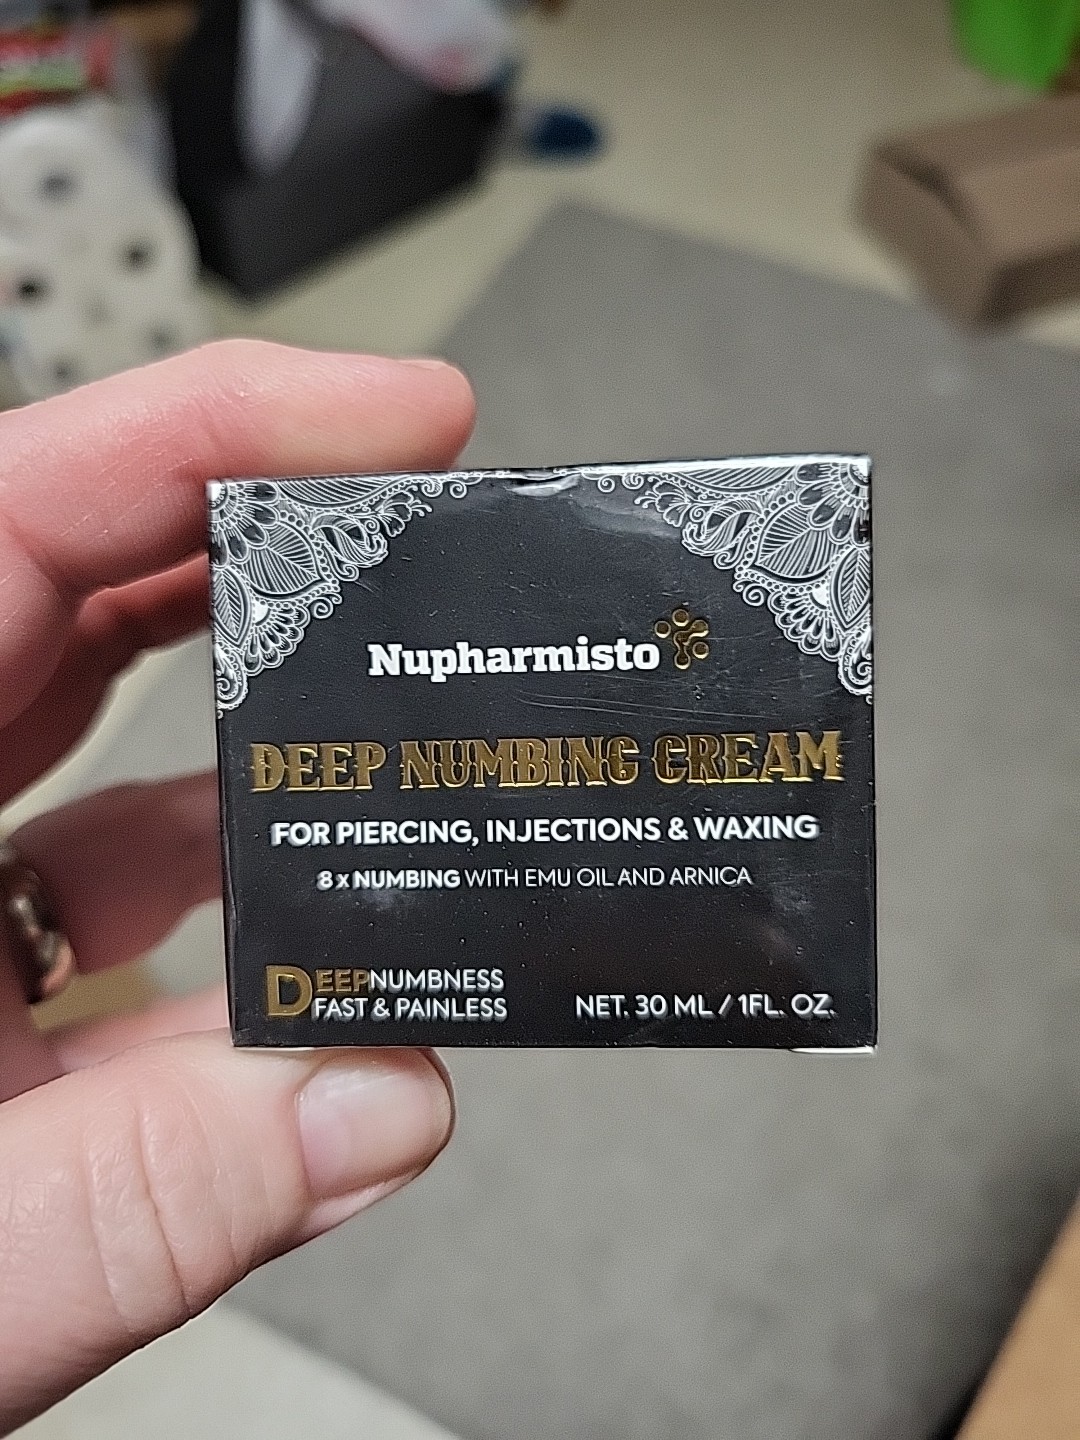 Nupharmisto
DEEP NUMBING CREAM
FOR PIERCING, INJECTIONS & WAXING
8 x NUMBING WITH EMU OIL AND ARNICA
DEEPNUMBNESS
FAST & PAINLESS
NET. 30 ML / 1FL. OZ.